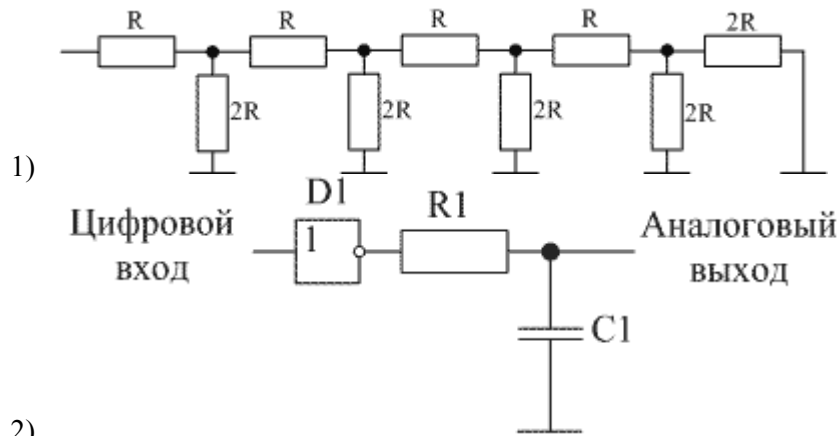 R R R R 2R
2R 2R 2R 2R
1)
D1 R1
Цифровой вход
1
Аналоговый выход
C1
2)